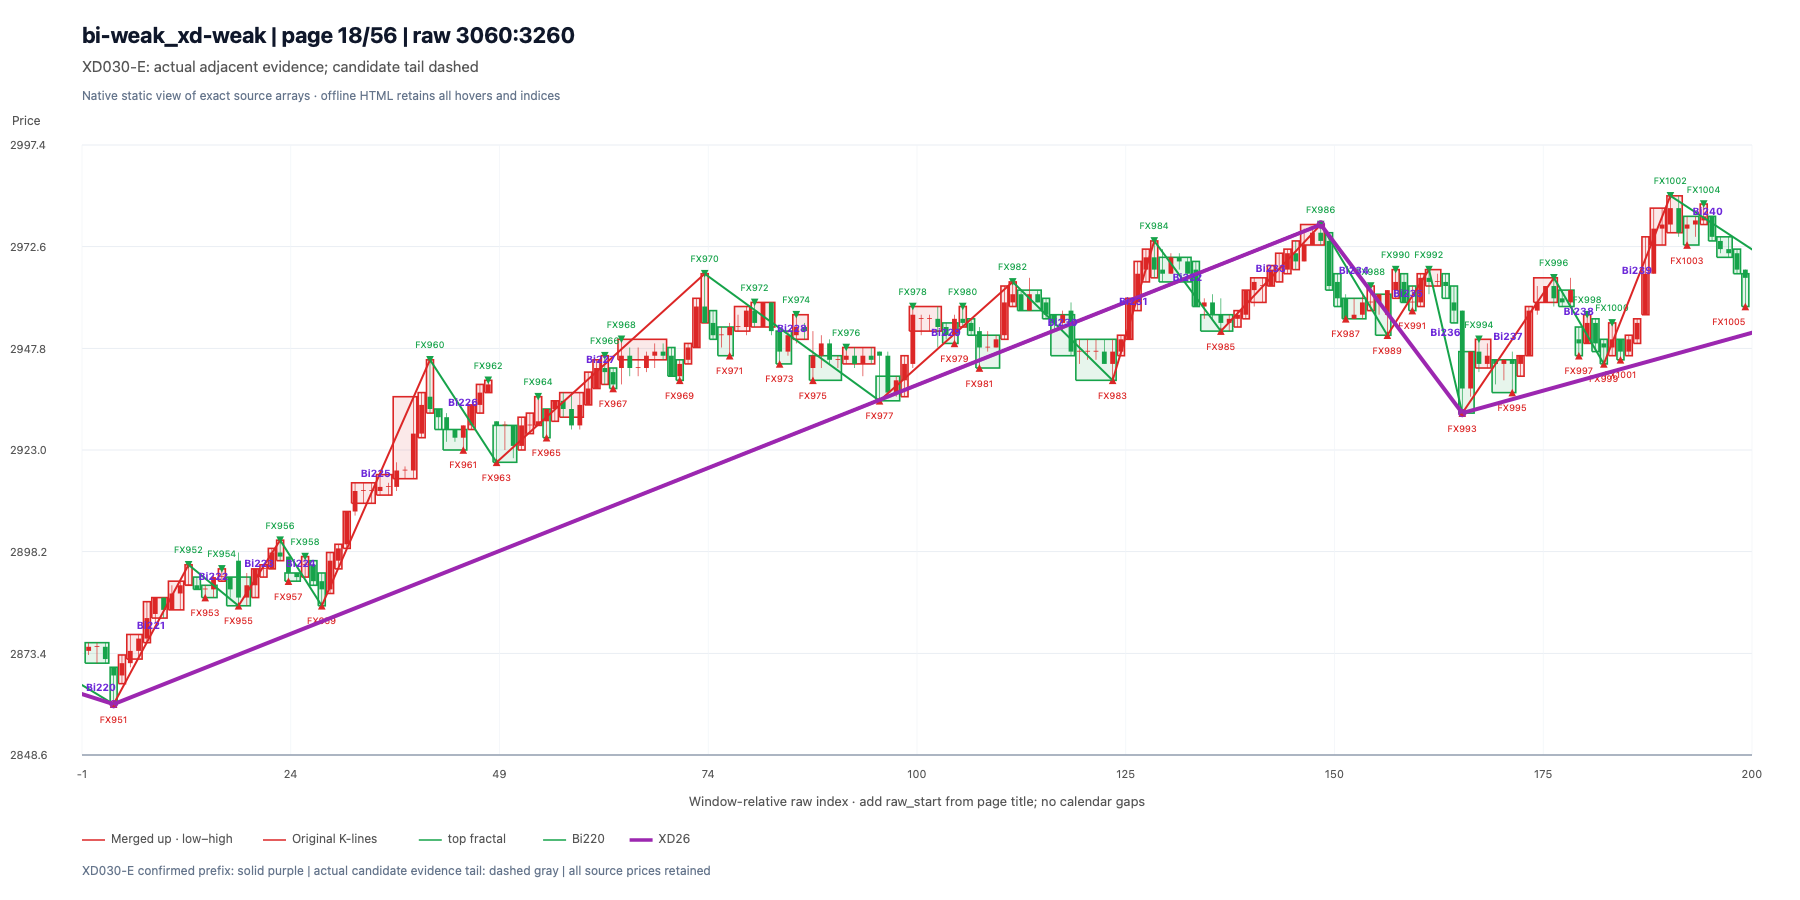 bi-weak_xd-weak | page 18/56 | raw 3060:3260
XD030-E: actual adjacent evidence; candidate tail dashed
Native static view of exact source arrays · offline HTML retains all hovers and indices
Price
2997.4
2972.6
2947.8
2923.0
2898.2
2873.4
2848.6
FX1002
FX1004
Bi240
FX986
FX984
FX990
FX992
FX996
FX1003
FX982
FX970
Bi239
FX978
FX980
FX972
FX974
FX1005
FX968
FX976
FX987
FX991
Bi236
FX994
Bi237
FX989
FX985
FX979
FX960
FX962
Bi227
FX971
FX973
FX981
FX997
FX964
FX967
FX969
FX975
FX983
FX995
Bi226
FX977
FX993
FX965
FX961
FX963
Bi225
FX956
FX958
FX952
FX954
FX957
FX953
FX955
Bi221
Bi220
FX951
-1
24
49
74
100
125
150
175
200
Window-relative raw index · add raw_start from page title; no calendar gaps
Merged up · low–high
Original K-lines
top fractal
Bi220
XD26
XD030-E confirmed prefix: solid purple | actual candidate evidence tail: dashed gray | all source prices retained